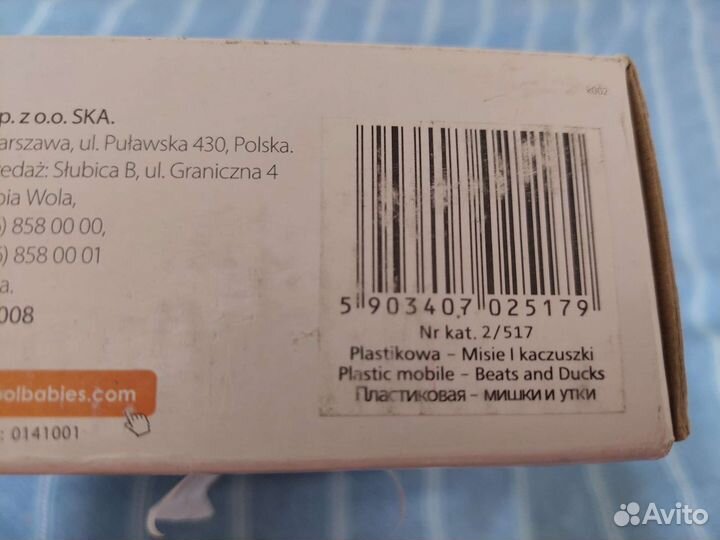 p. z o.o. SKA.
arszawa, ul. Puławska 430, Polska.
edaż: Słubica B, ul. Graniczna 4
bia Wola,
) 858 00 00,
) 858 00 01
a.
008
olbabies.com
: 0141001
k002
5 903407 025179
Nr kat. 2/517
Plastikowa – Misie I kaczuszki
Plastic mobile – Beats and Ducks
Пластиковая – мишки и утки
Avito